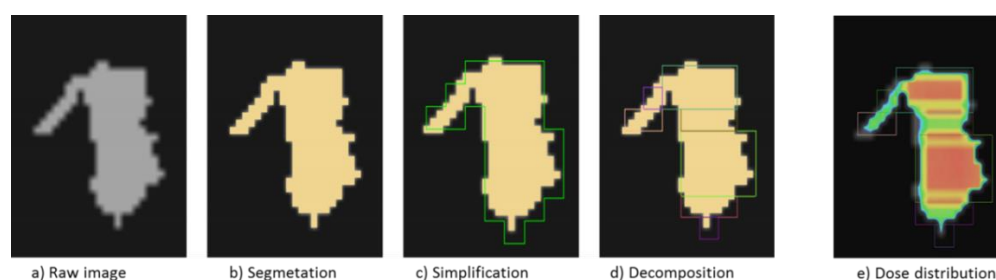 a) Raw image
b) Segmetation
c) Simplification
d) Decomposition
e) Dose distribution